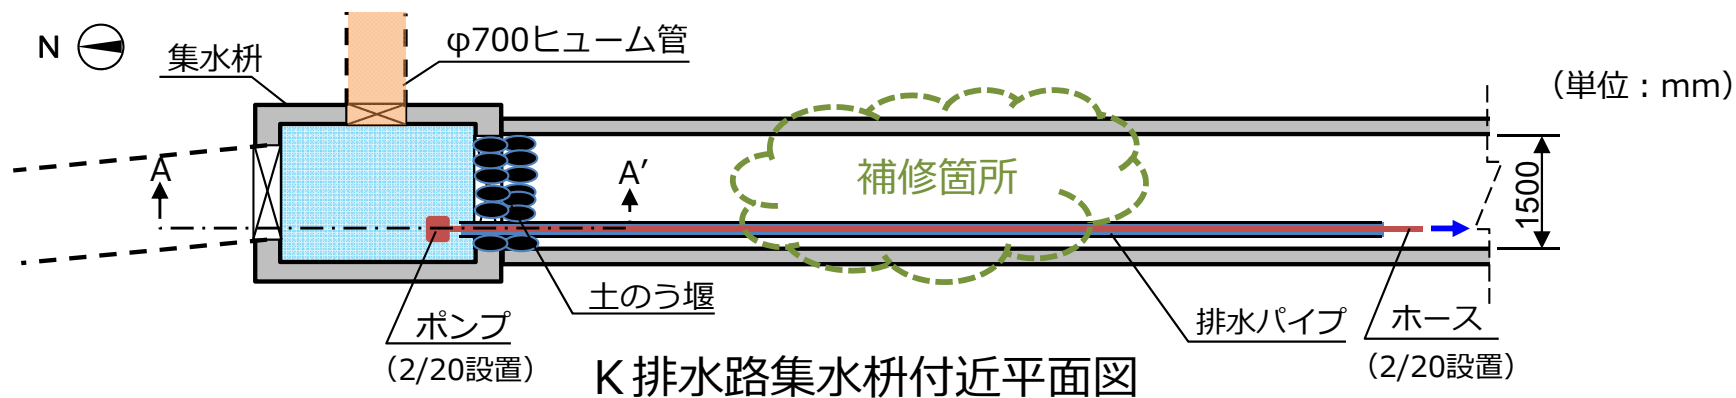 N
集水枡
φ700ヒューム管
(単位：mm)
A
A′
補修箇所
1500
土のう堰
ポンプ
(2/20設置)
排水パイプ
ホース
(2/20設置)
K排水路集水枡付近平面図